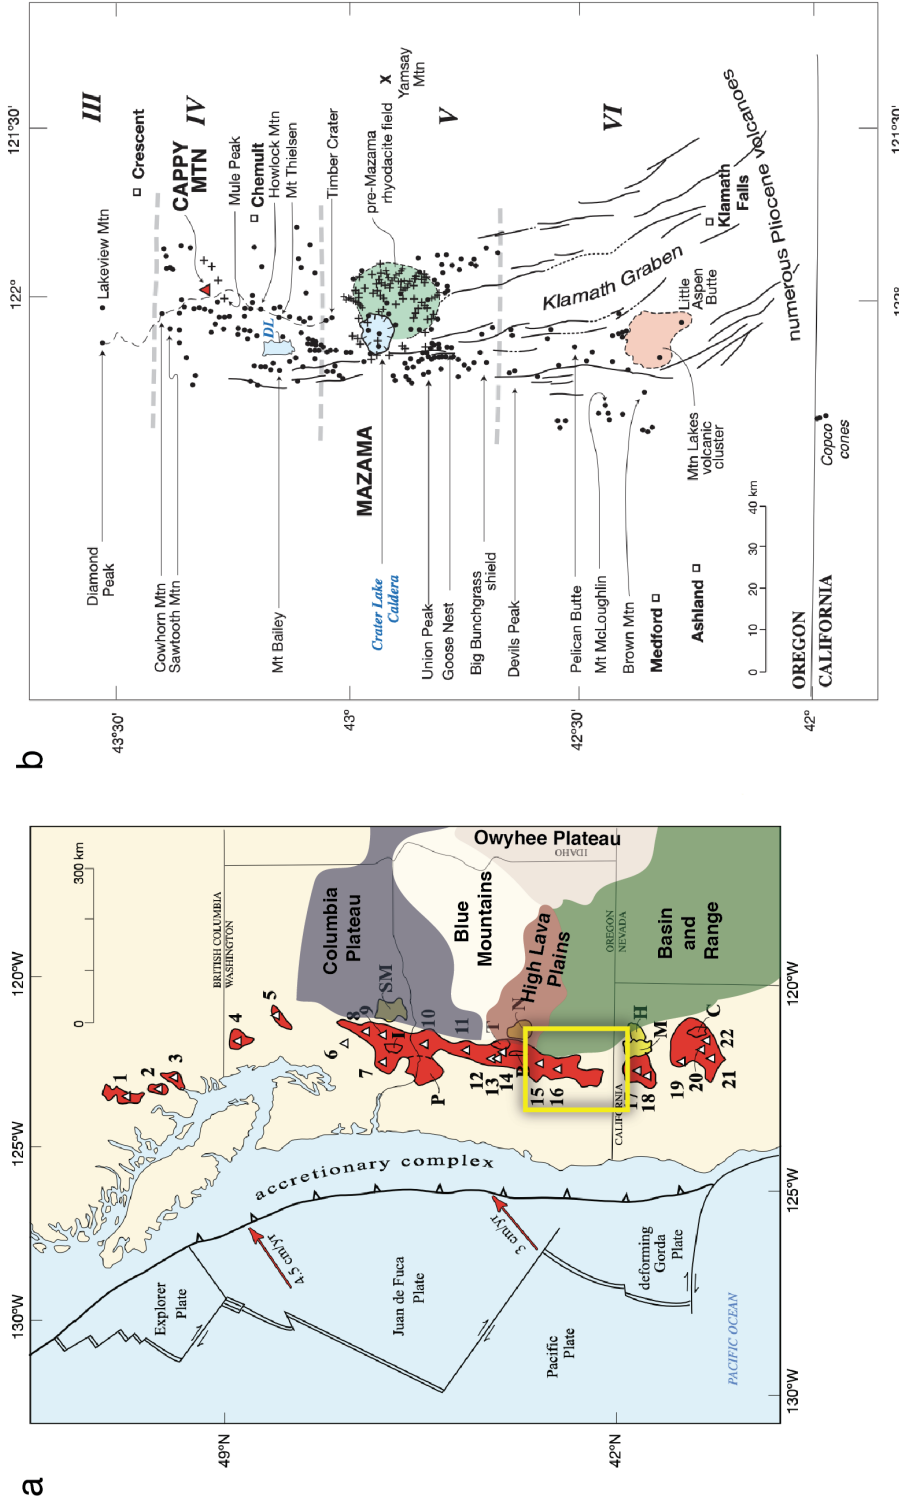 a
130°W
125°W
120°W
49°N
42°N
130°W
125°W
120°W
0
300 km
BRITISH COLUMBIA
WASHINGTON
Explorer
Plate
4.5 cm/yr
Juan de Fuca
Plate
3 cm/yr
Pacific
Plate
deforming
Gorda
Plate
PACIFIC OCEAN
accretionary complex
1
2
3
4
5
6
7
8
9
SM
I
10
P
11
12
13
14
T
N
B
15
16
17
18
H
M
19
20
21
22
C
Columbia
Plateau
Blue
Mountains
High Lava
Plains
Owyhee Plateau
IDAHO
OREGON
NEVADA
CALIFORNIA
Basin
and
Range
b
122°
121°30'
43°30'
43°
42°30'
42°
122°
121°30'
III
Lakeview Mtn
Crescent
Diamond
Peak
IV
CAPPY
MTN
Cowhorn Mtn
Sawtooth Mtn
Mule Peak
Chemult
Howlock Mtn
Mt Thielsen
DL
Mt Bailey
Timber Crater
MAZAMA
Crater Lake
Caldera
pre-Mazama
rhyodacite field
x
Yamsay
Mtn
V
Union Peak
Goose Nest
Big Bunchgrass
shield
Devils Peak
Klamath Graben
VI
Pelican Butte
Mt McLoughlin
Brown Mtn
Medford
Ashland
Little
Aspen
Butte
Mtn Lakes
volcanic
cluster
Klamath
Falls
numerous Pliocene volcanoes
0
10
20
30
40 km
OREGON
CALIFORNIA
Copco
cones